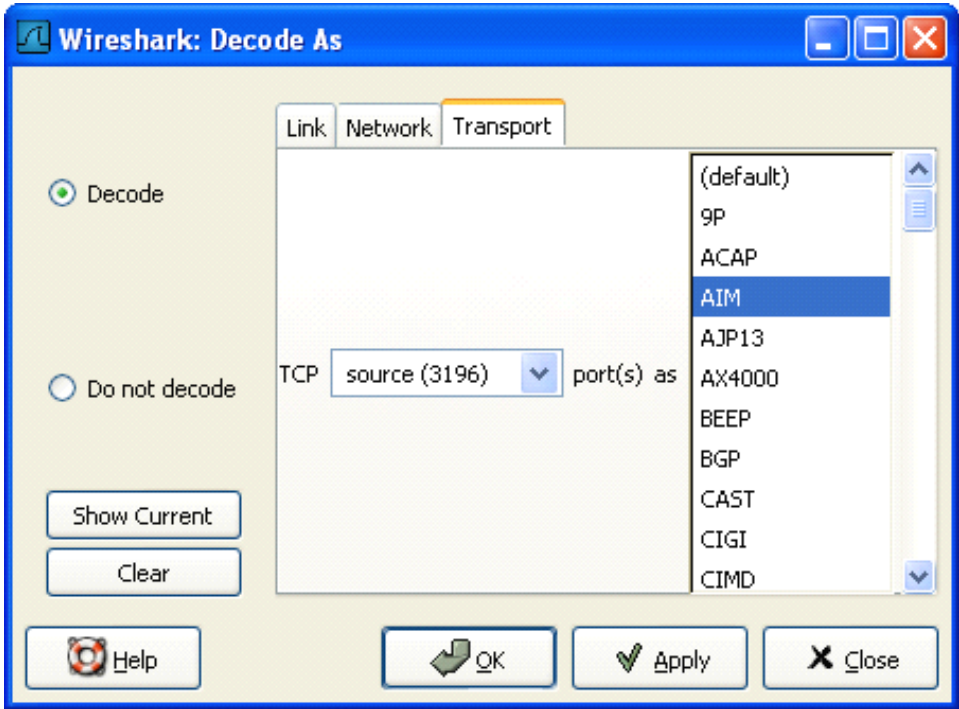 Wireshark: Decode As
Link Network Transport
Decode
Do not decode
Show Current
Clear
TCP source (3196) port(s) as
(default)
9P
ACAP
AIM
AJP13
AX4000
BEEP
BGP
CAST
CIGI
CIMD
Help OK Apply Close